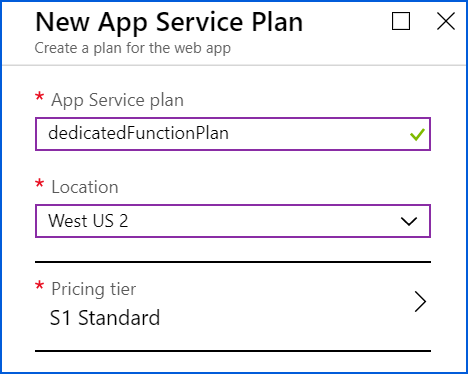 New App Service Plan
Create a plan for the web app
* App Service plan
dedicatedFunctionPlan
* Location
West US 2
* Pricing tier
S1 Standard